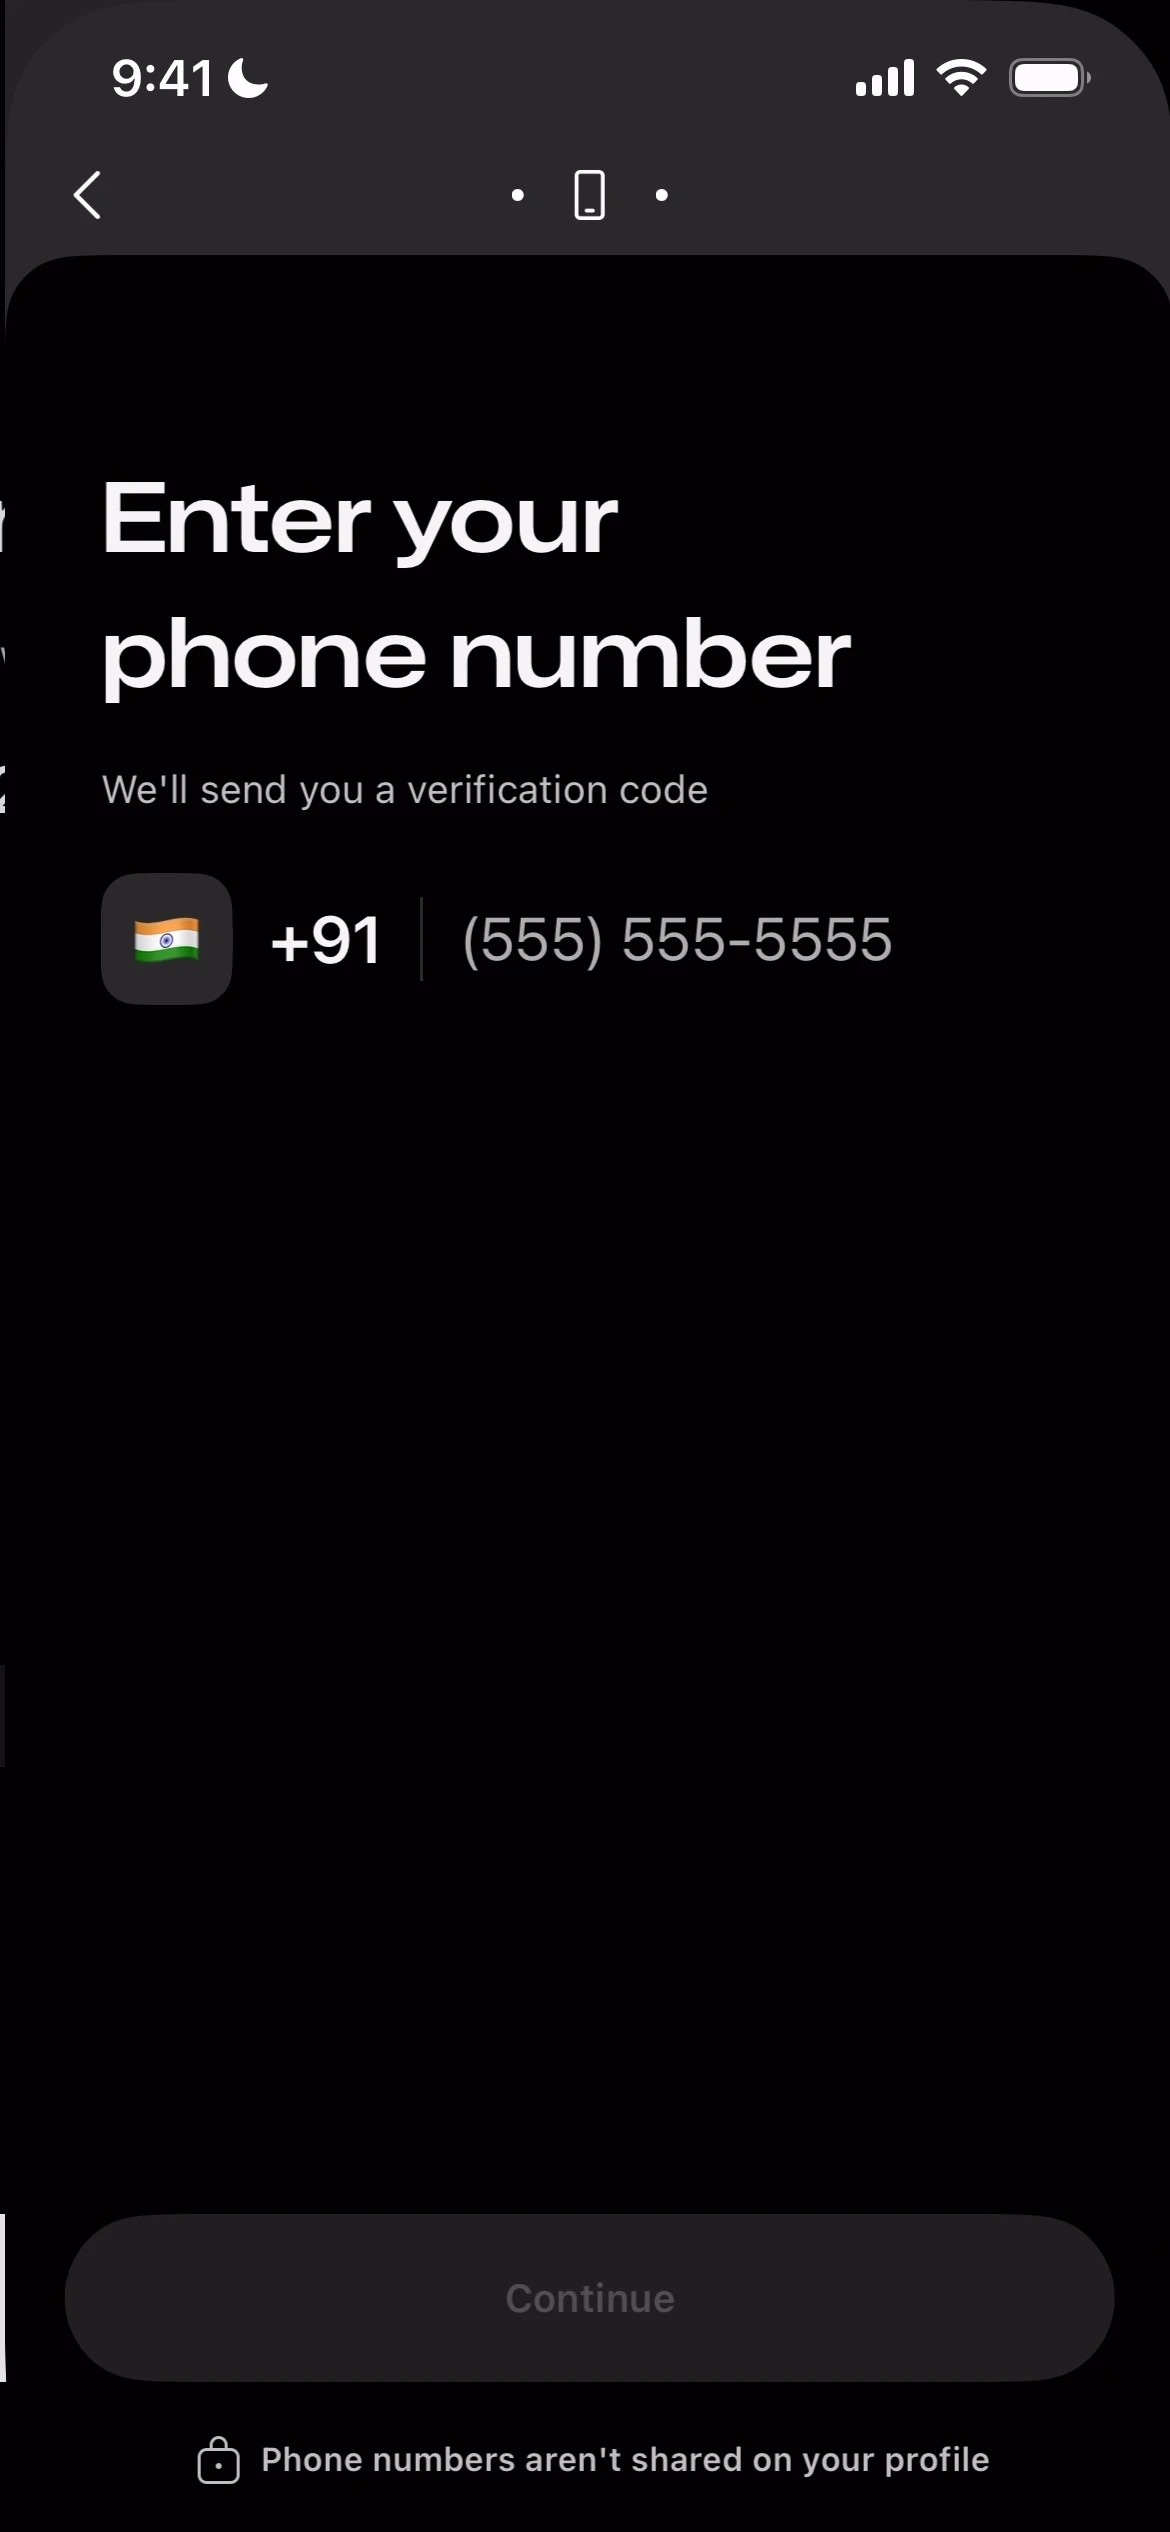 9:41
Enter your
phone number
We'll send you a verification code
+91 (555) 555-5555
Continue
Phone numbers aren't shared on your profile